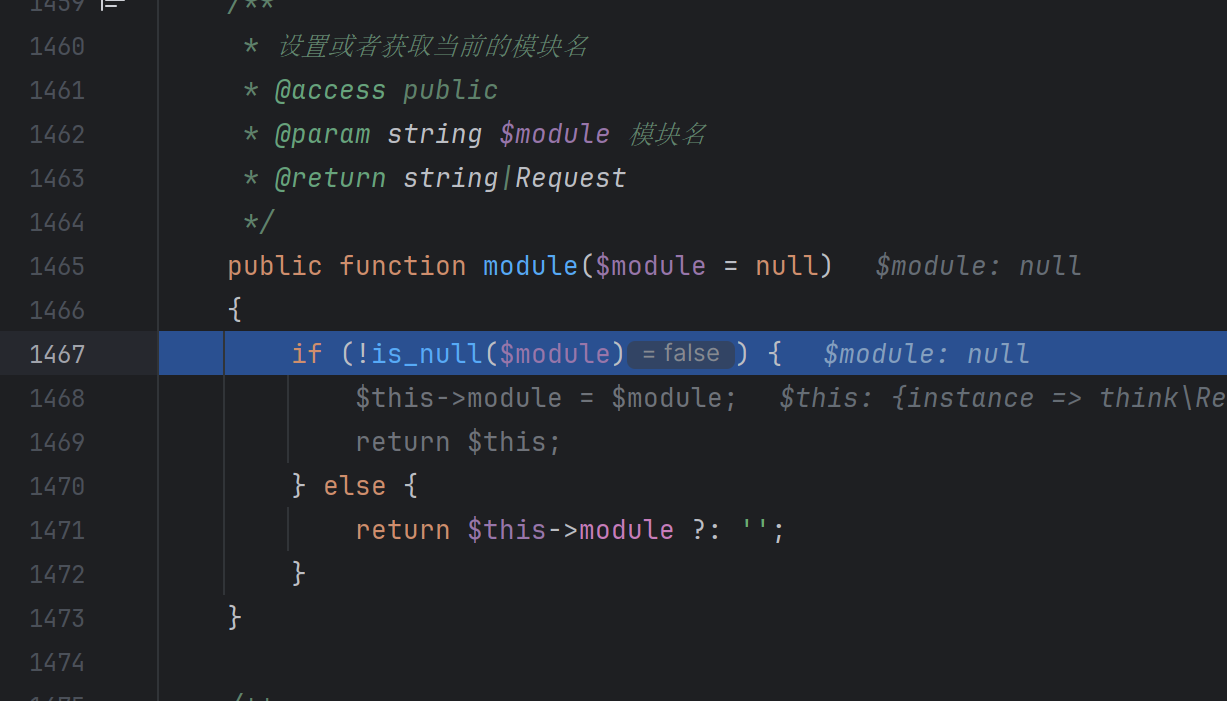 1459 /**
1460 * 设置或者获取当前的模块名
1461 * @access public
1462 * @param string $module 模块名
1463 * @return string|Request
1464 */
1465 public function module($module = null) $module: null
1466 {
1467 if (!is_null($module) = false ) { $module: null
1468 $this->module = $module; $this: {instance => think\Re
1469 return $this;
1470 } else {
1471 return $this->module ?: '';
1472 }
1473 }
1474
1475 /**